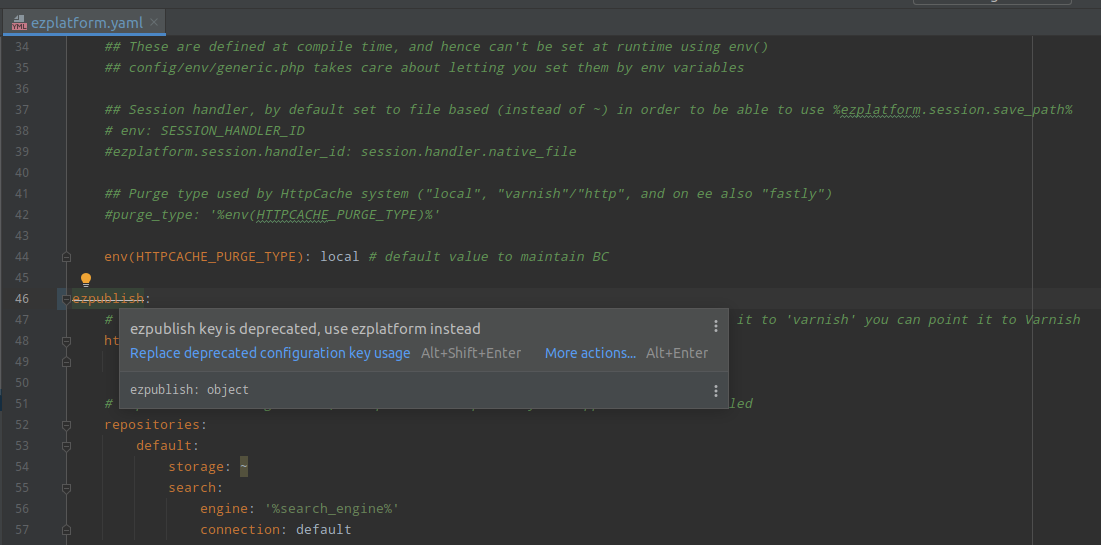 ezplatform.yaml
34 ## These are defined at compile time, and hence can't be set at runtime using env()
35 ## config/env/generic.php takes care about letting you set them by env variables
36
37 ## Session handler, by default set to file based (instead of ~) in order to be able to use %ezplatform.session.save_path%
38 # env: SESSION_HANDLER_ID
39 #ezplatform.session.handler_id: session.handler.native_file
40
41 ## Purge type used by HttpCache system ("local", "varnish"/"http", and on ee also "fastly")
42 #purge_type: '%env(HTTPCACHE_PURGE_TYPE)%'
43
44 env(HTTPCACHE_PURGE_TYPE): local # default value to maintain BC
45
46 ezpublish:
47 # it to 'varnish' you can point it to Varnish
ezpublish key is deprecated, use ezplatform instead
48 ht
Replace deprecated configuration key usage Alt+Shift+Enter More actions... Alt+Enter
49
50
ezpublish: object
51 # led
52 repositories:
53 default:
54 storage: ~
55 search:
56 engine: '%search_engine%'
57 connection: default